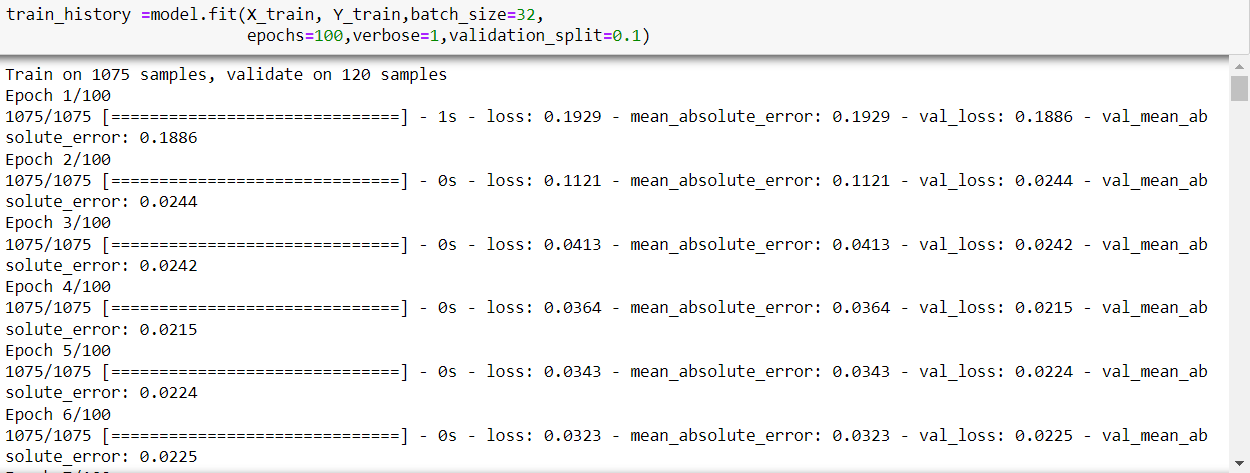 train_history =model.fit(X_train, Y_train,batch_size=32,
epochs=100,verbose=1,validation_split=0.1)
Train on 1075 samples, validate on 120 samples
Epoch 1/100
1075/1075 [==============================] - 1s - loss: 0.1929 - mean_absolute_error: 0.1929 - val_loss: 0.1886 - val_mean_ab
solute_error: 0.1886
Epoch 2/100
1075/1075 [==============================] - 0s - loss: 0.1121 - mean_absolute_error: 0.1121 - val_loss: 0.0244 - val_mean_ab
solute_error: 0.0244
Epoch 3/100
1075/1075 [==============================] - 0s - loss: 0.0413 - mean_absolute_error: 0.0413 - val_loss: 0.0242 - val_mean_ab
solute_error: 0.0242
Epoch 4/100
1075/1075 [==============================] - 0s - loss: 0.0364 - mean_absolute_error: 0.0364 - val_loss: 0.0215 - val_mean_ab
solute_error: 0.0215
Epoch 5/100
1075/1075 [==============================] - 0s - loss: 0.0343 - mean_absolute_error: 0.0343 - val_loss: 0.0224 - val_mean_ab
solute_error: 0.0224
Epoch 6/100
1075/1075 [==============================] - 0s - loss: 0.0323 - mean_absolute_error: 0.0323 - val_loss: 0.0225 - val_mean_ab
solute_error: 0.0225